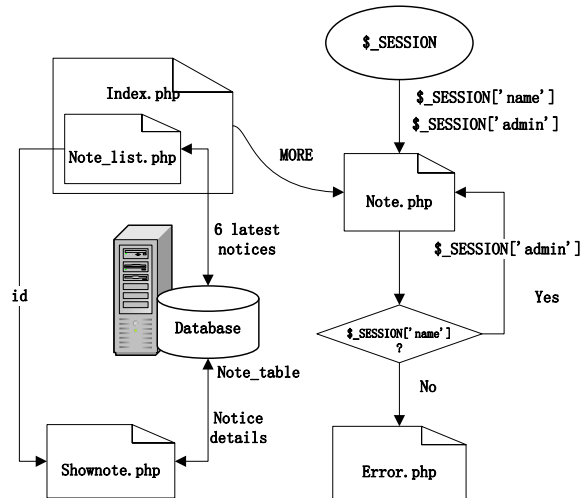 $_SESSION
Index.php
$_SESSION['name']
$_SESSION['admin']
Note_list.php
MORE
Note.php
6 latest
notices
$_SESSION['admin']
id
Yes
Database
$_SESSION['name']
?
Note_table
No
Notice
details
Shownote.php
Error.php